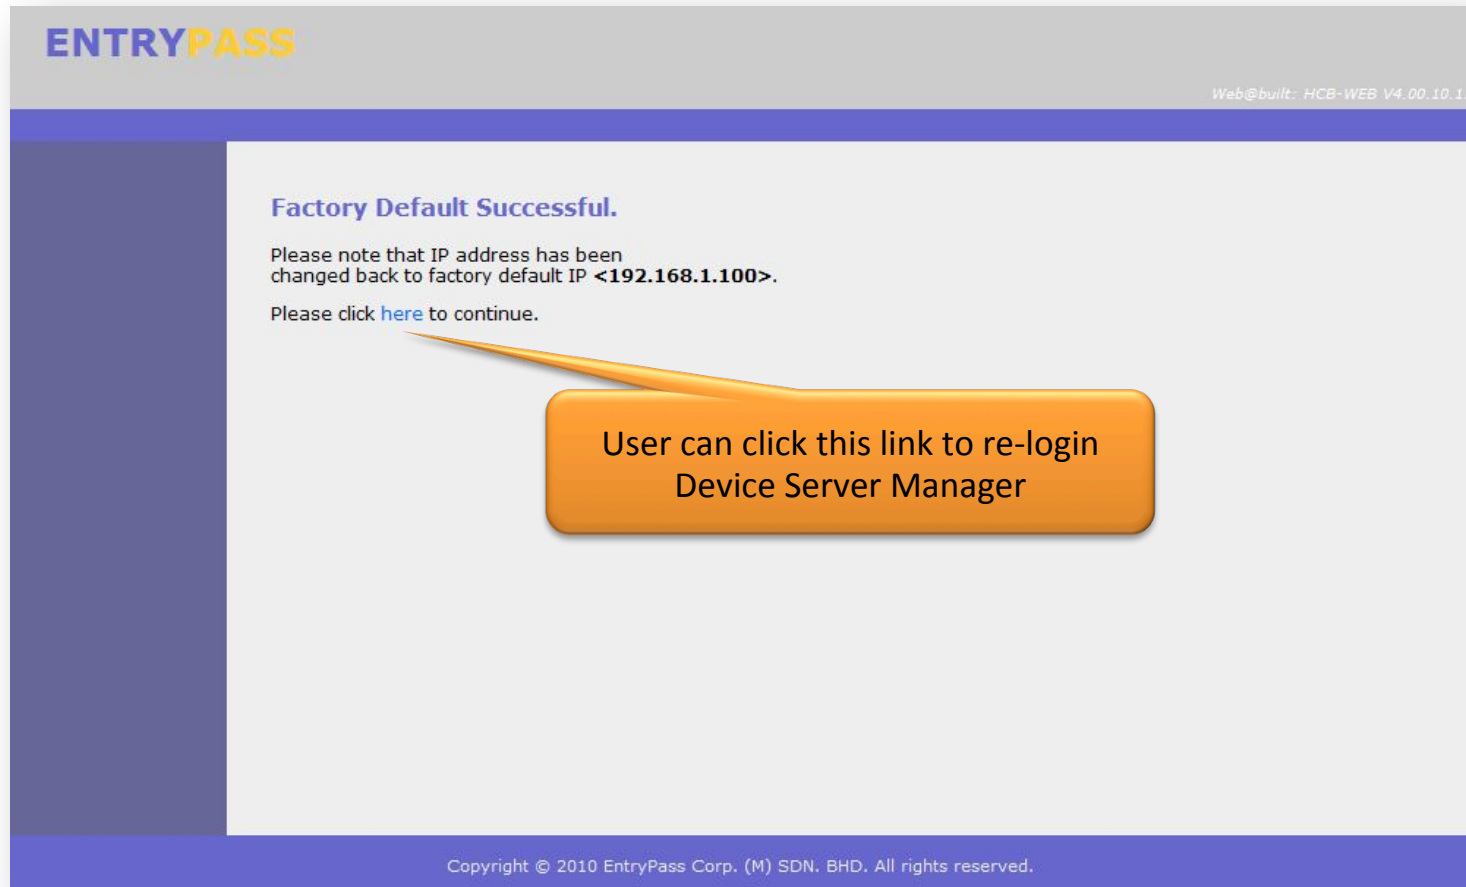 ENTRYPASS
Web@built: HCB-WEB V4.00.10.1
Factory Default Successful.
Please note that IP address has been
changed back to factory default IP <192.168.1.100>.
Please click here to continue.
User can click this link to re-login
Device Server Manager
Copyright © 2010 EntryPass Corp. (M) SDN. BHD. All rights reserved.